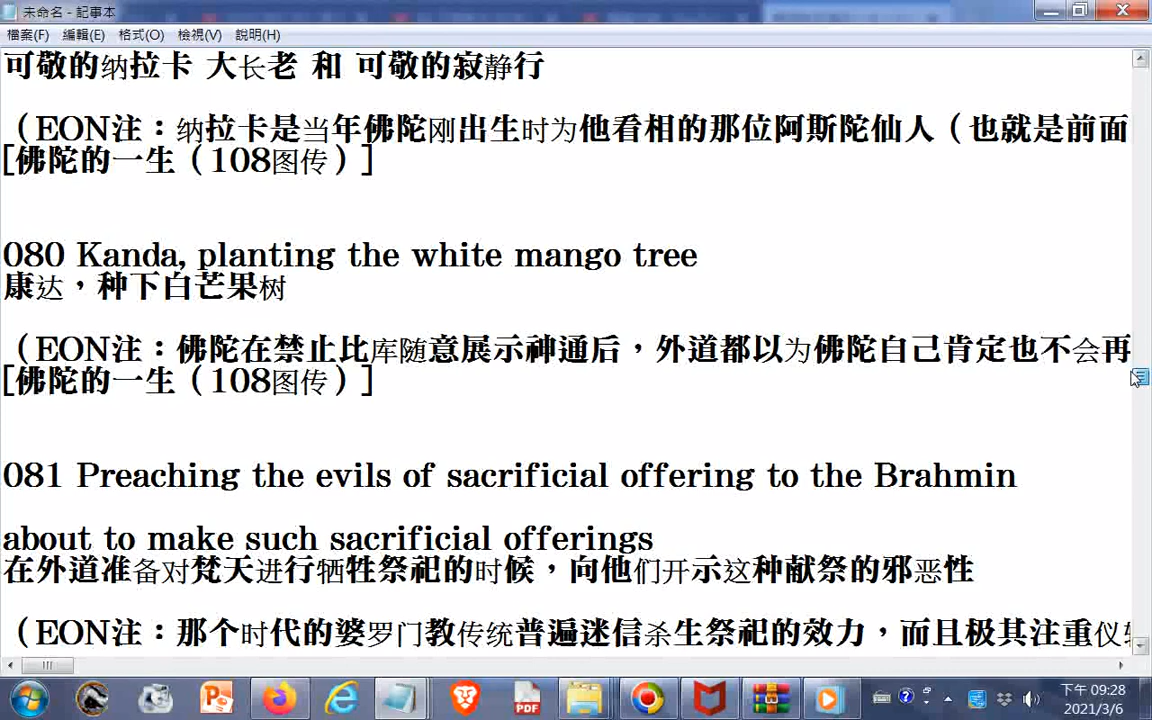 未命名 - 記事本
檔案(F) 編輯(E) 格式(O) 檢視(V) 說明(H)
可敬的纳拉卡 大长老 和 可敬的寂静行
（EON注：纳拉卡是当年佛陀刚出生时为他看相的那位阿斯陀仙人（也就是前面
[佛陀的一生（108图传）]
080 Kanda, planting the white mango tree
康达，种下白芒果树
（EON注：佛陀在禁止比库随意展示神通后，外道都以为佛陀自己肯定也不会再
[佛陀的一生（108图传）]
081 Preaching the evils of sacrificial offering to the Brahmin
about to make such sacrificial offerings
在外道准备对梵天进行牺牲祭祀的时候，向他们开示这种献祭的邪恶性
（EON注：那个时代的婆罗门教传统普遍迷信杀生祭祀的效力，而且极其注重仪
PDF
下午 09:28
2021/3/6